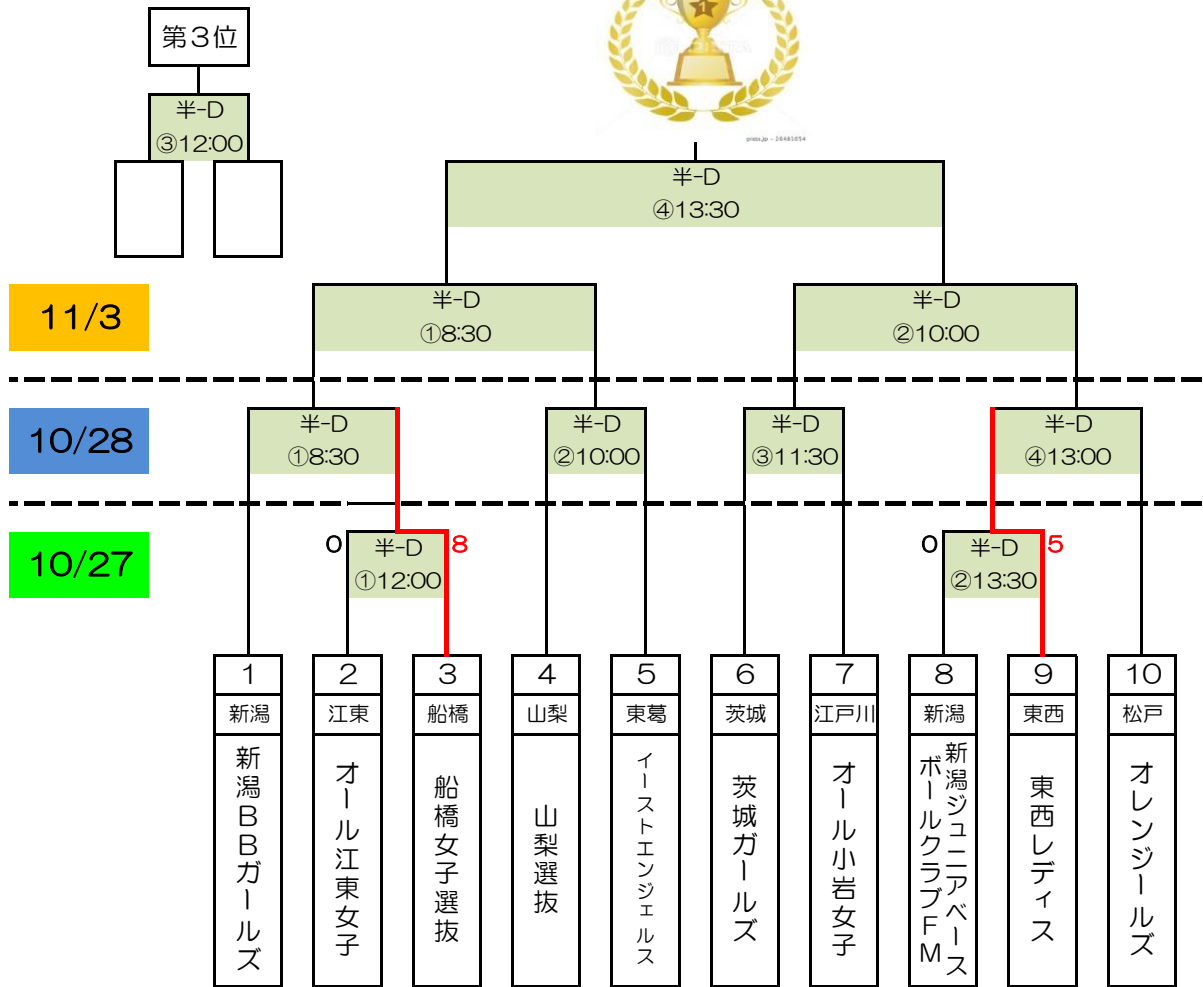 1
pixta.jp - 28481054
第3位
半-D
③12:00
半-D
④13:30
11/3
半-D
①8:30
半-D
②10:00
10/28
半-D
①8:30
半-D
②10:00
半-D
③11:30
半-D
④13:00
10/27
0
半-D
①12:00
8
0
半-D
②13:30
5
1
新潟
新潟BBガールズ
2
江東
オール江東女子
3
船橋
船橋女子選抜
4
山梨
山梨選抜
5
東葛
イーストエンジェルス
6
茨城
茨城ガールズ
7
江戸川
オール小岩女子
8
新潟
新潟ジュニアベース
ボールクラブFM
9
東西
東西レディス
10
松戸
オレンジールズ